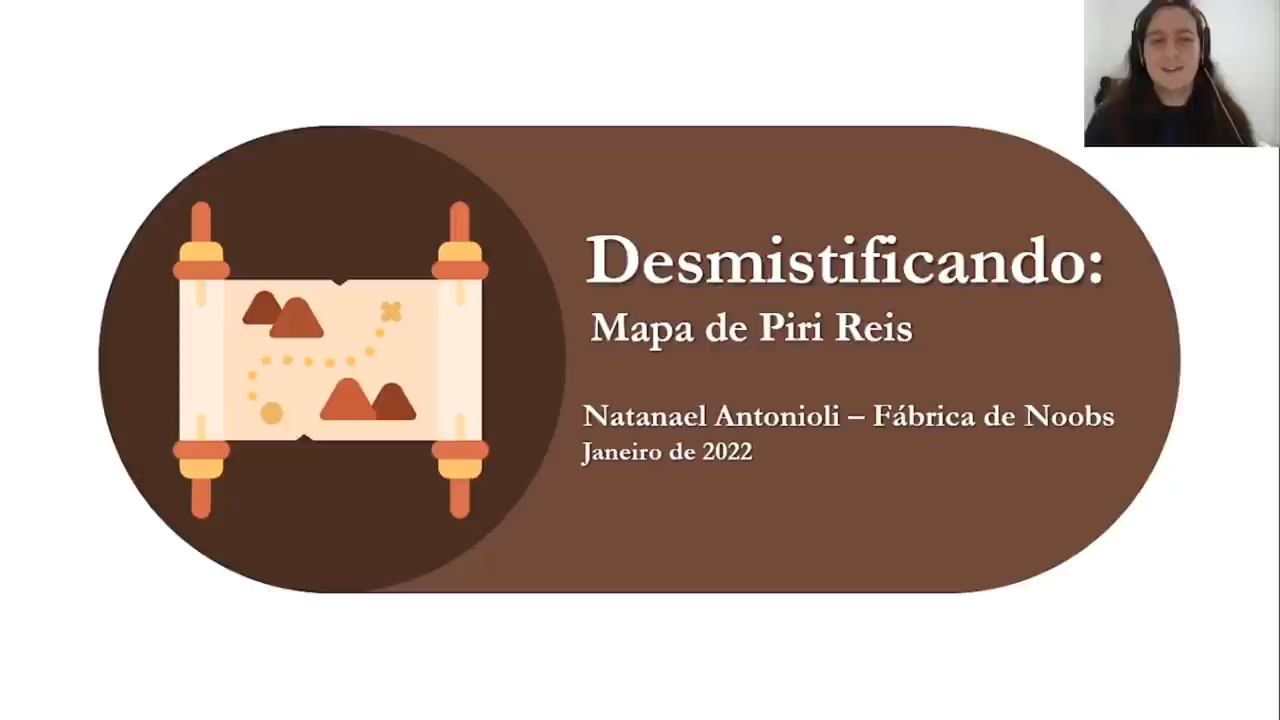 Desmistificando:
Mapa de Piri Reis
Natanael Antonioli – Fábrica de Noobs
Janeiro de 2022